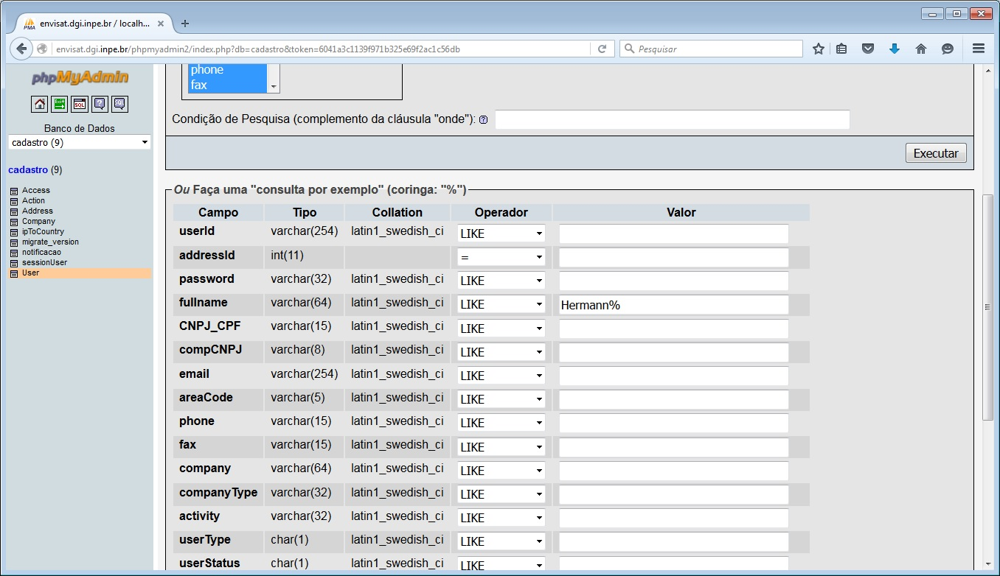 envisat.dgi.inpe.br / localh...
envisat.dgi.inpe.br/phpmyadmin2/index.php?db=cadastro&token=6041a3c1139f971b325e69f2ac1c56db
Pesquisar
phpMyAdmin
Banco de Dados
cadastro (9)
cadastro (9)
Access
Action
Address
Company
ipToCountry
migrate_version
notificacao
sessionUser
User
phone
fax
Condição de Pesquisa (complemento da cláusula "onde"):
Executar
Ou Faça uma "consulta por exemplo" (coringa: "%")
Campo Tipo Collation Operador Valor
userId varchar(254) latin1_swedish_ci LIKE
addressId int(11) =
password varchar(32) latin1_swedish_ci LIKE
fullname varchar(64) latin1_swedish_ci LIKE Hermann%
CNPJ_CPF varchar(15) latin1_swedish_ci LIKE
compCNPJ varchar(8) latin1_swedish_ci LIKE
email varchar(254) latin1_swedish_ci LIKE
areaCode varchar(5) latin1_swedish_ci LIKE
phone varchar(15) latin1_swedish_ci LIKE
fax varchar(15) latin1_swedish_ci LIKE
company varchar(64) latin1_swedish_ci LIKE
companyType varchar(32) latin1_swedish_ci LIKE
activity varchar(32) latin1_swedish_ci LIKE
userType char(1) latin1_swedish_ci LIKE
userStatus char(1) latin1_swedish_ci LIKE